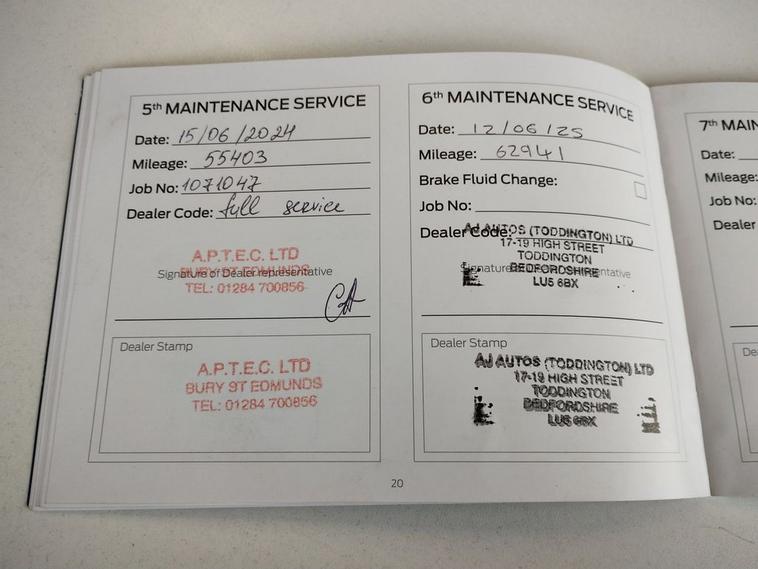 5th MAINTENANCE SERVICE
Date: 15/06/2024
Mileage: 55403
Job No: 1071047
Dealer Code: full service
A.P.T.E.C. LTD
BURY ST EDMUNDS
Signature of Dealer representative
TEL: 01284 700856
Dealer Stamp
A.P.T.E.C. LTD
BURY ST EDMUNDS
TEL: 01284 700856
6th MAINTENANCE SERVICE
Date: 12/06/25
Mileage: 62941
Brake Fluid Change:
Job No:
Dealer Code:
AJ AUTOS (TODDINGTON) LTD
17-19 HIGH STREET
TODDINGTON
BEDFORDSHIRE
LU5 6BX
Dealer Stamp
AJ AUTOS (TODDINGTON) LTD
17-19 HIGH STREET
TODDINGTON
BEDFORDSHIRE
LU5 6BX
20
7th MAIN
Date:
Mileage:
Job No:
Dealer
De